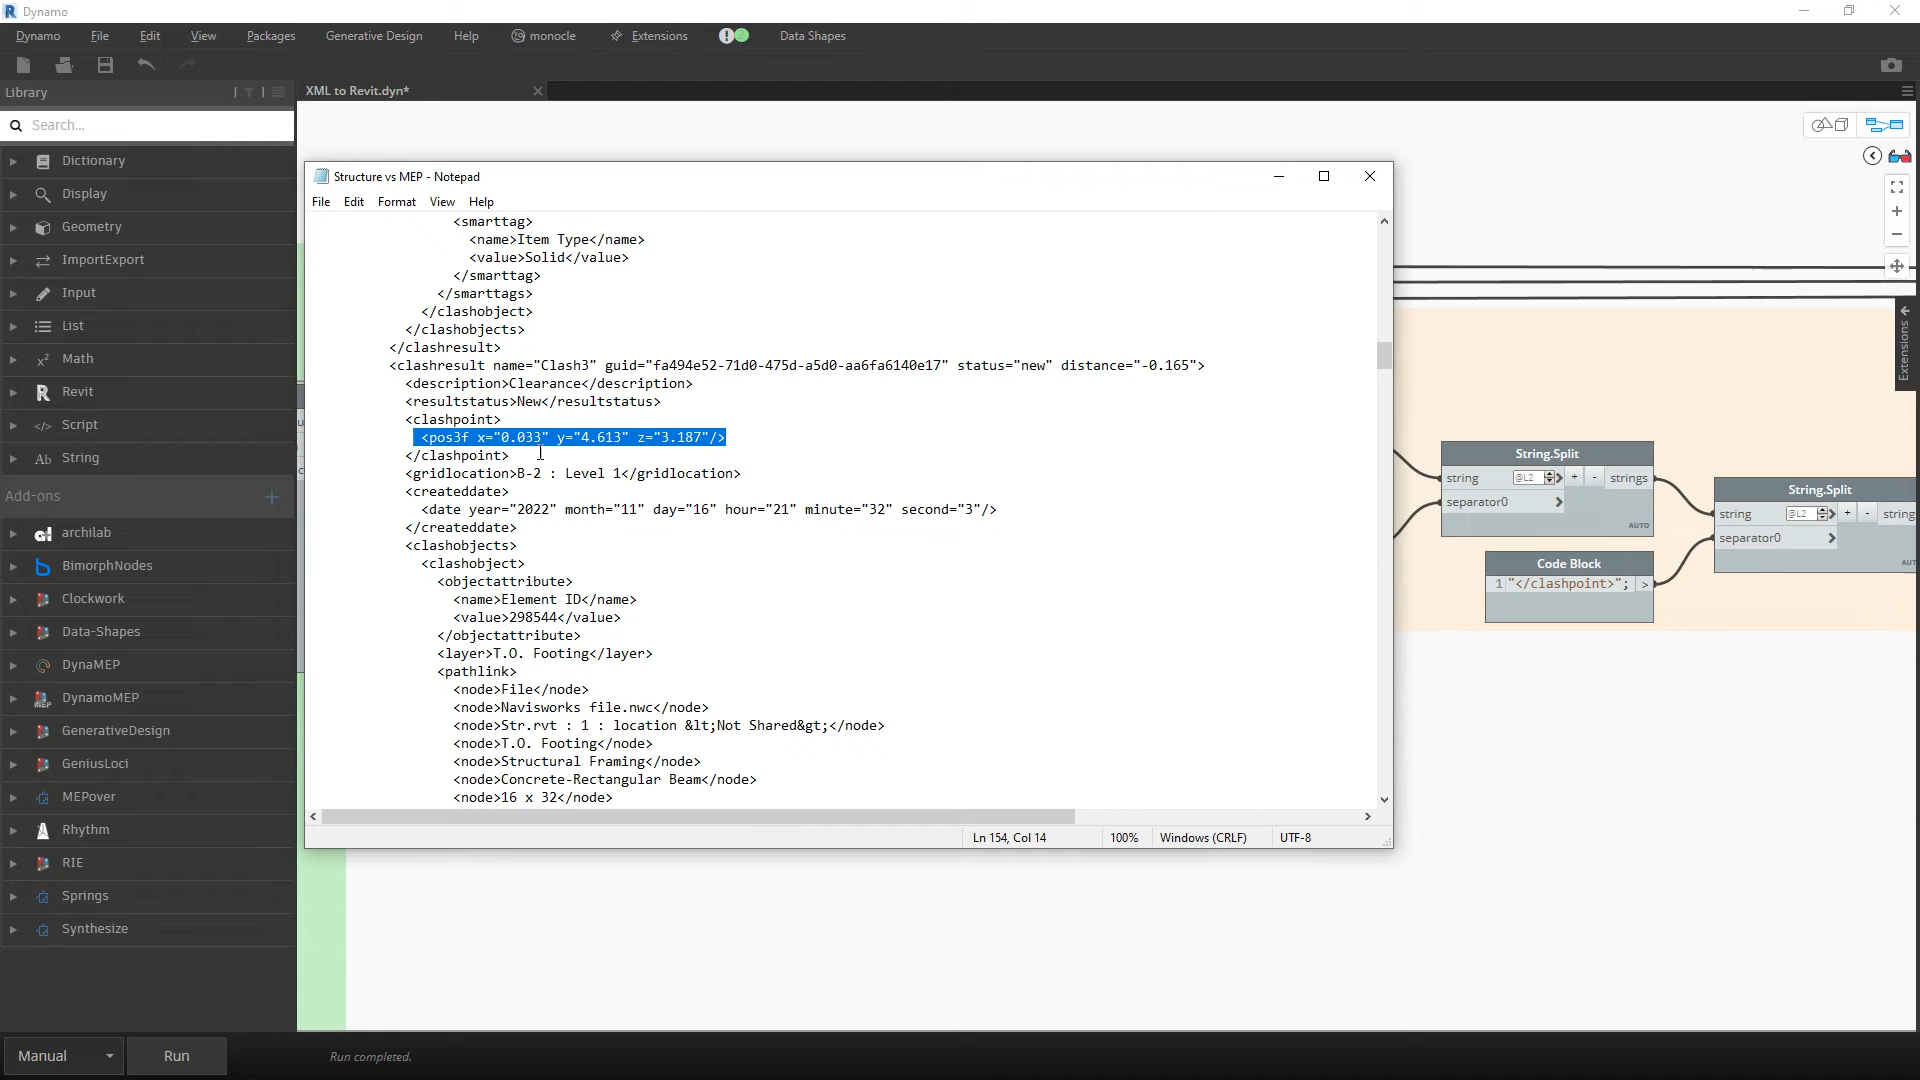 Dynamo
Dynamo File Edit View Packages Generative Design Help monocle Extensions Data Shapes
Library
XML to Revit.dyn*
Search...
Dictionary
Display
Geometry
ImportExport
Input
List
Math
Revit
Script
String
Add-ons
archilab
BimorphNodes
Clockwork
Data-Shapes
DynaMEP
DynamoMEP
GenerativeDesign
GeniusLoci
MEPover
Rhythm
RIE
Springs
Synthesize
Structure vs MEP - Notepad
File Edit Format View Help
<smarttag>
<name>Item Type</name>
<value>Solid</value>
</smarttag>
</smarttags>
</clashobject>
</clashobjects>
</clashresult>
<clashresult name="Clash3" guid="fa494e52-71d0-475d-a5d0-aa6fa6140e17" status="new" distance="-0.165">
<description>Clearance</description>
<resultstatus>New</resultstatus>
<clashpoint>
<pos3f x="0.033" y="4.613" z="3.187"/>
</clashpoint>
<gridlocation>B-2 : Level 1</gridlocation>
<createddate>
<date year="2022" month="11" day="16" hour="21" minute="32" second="3"/>
</createddate>
<clashobjects>
<clashobject>
<objectattribute>
<name>Element ID</name>
<value>298544</value>
</objectattribute>
<layer>T.O. Footing</layer>
<pathlink>
<node>File</node>
<node>Navisworks file.nwc</node>
<node>Str.rvt : 1 : location &lt;Not Shared&gt;</node>
<node>T.O. Footing</node>
<node>Structural Framing</node>
<node>Concrete-Rectangular Beam</node>
<node>16 x 32</node>
Ln 154, Col 14 100% Windows (CRLF) UTF-8
Extensions
String.Split
string @L2 > + - strings
separator0 >
AUTO
Code Block
1 "</clashpoint>"; >
String.Split
string @L2 > + - string
separator0 >
Manual Run Run completed.